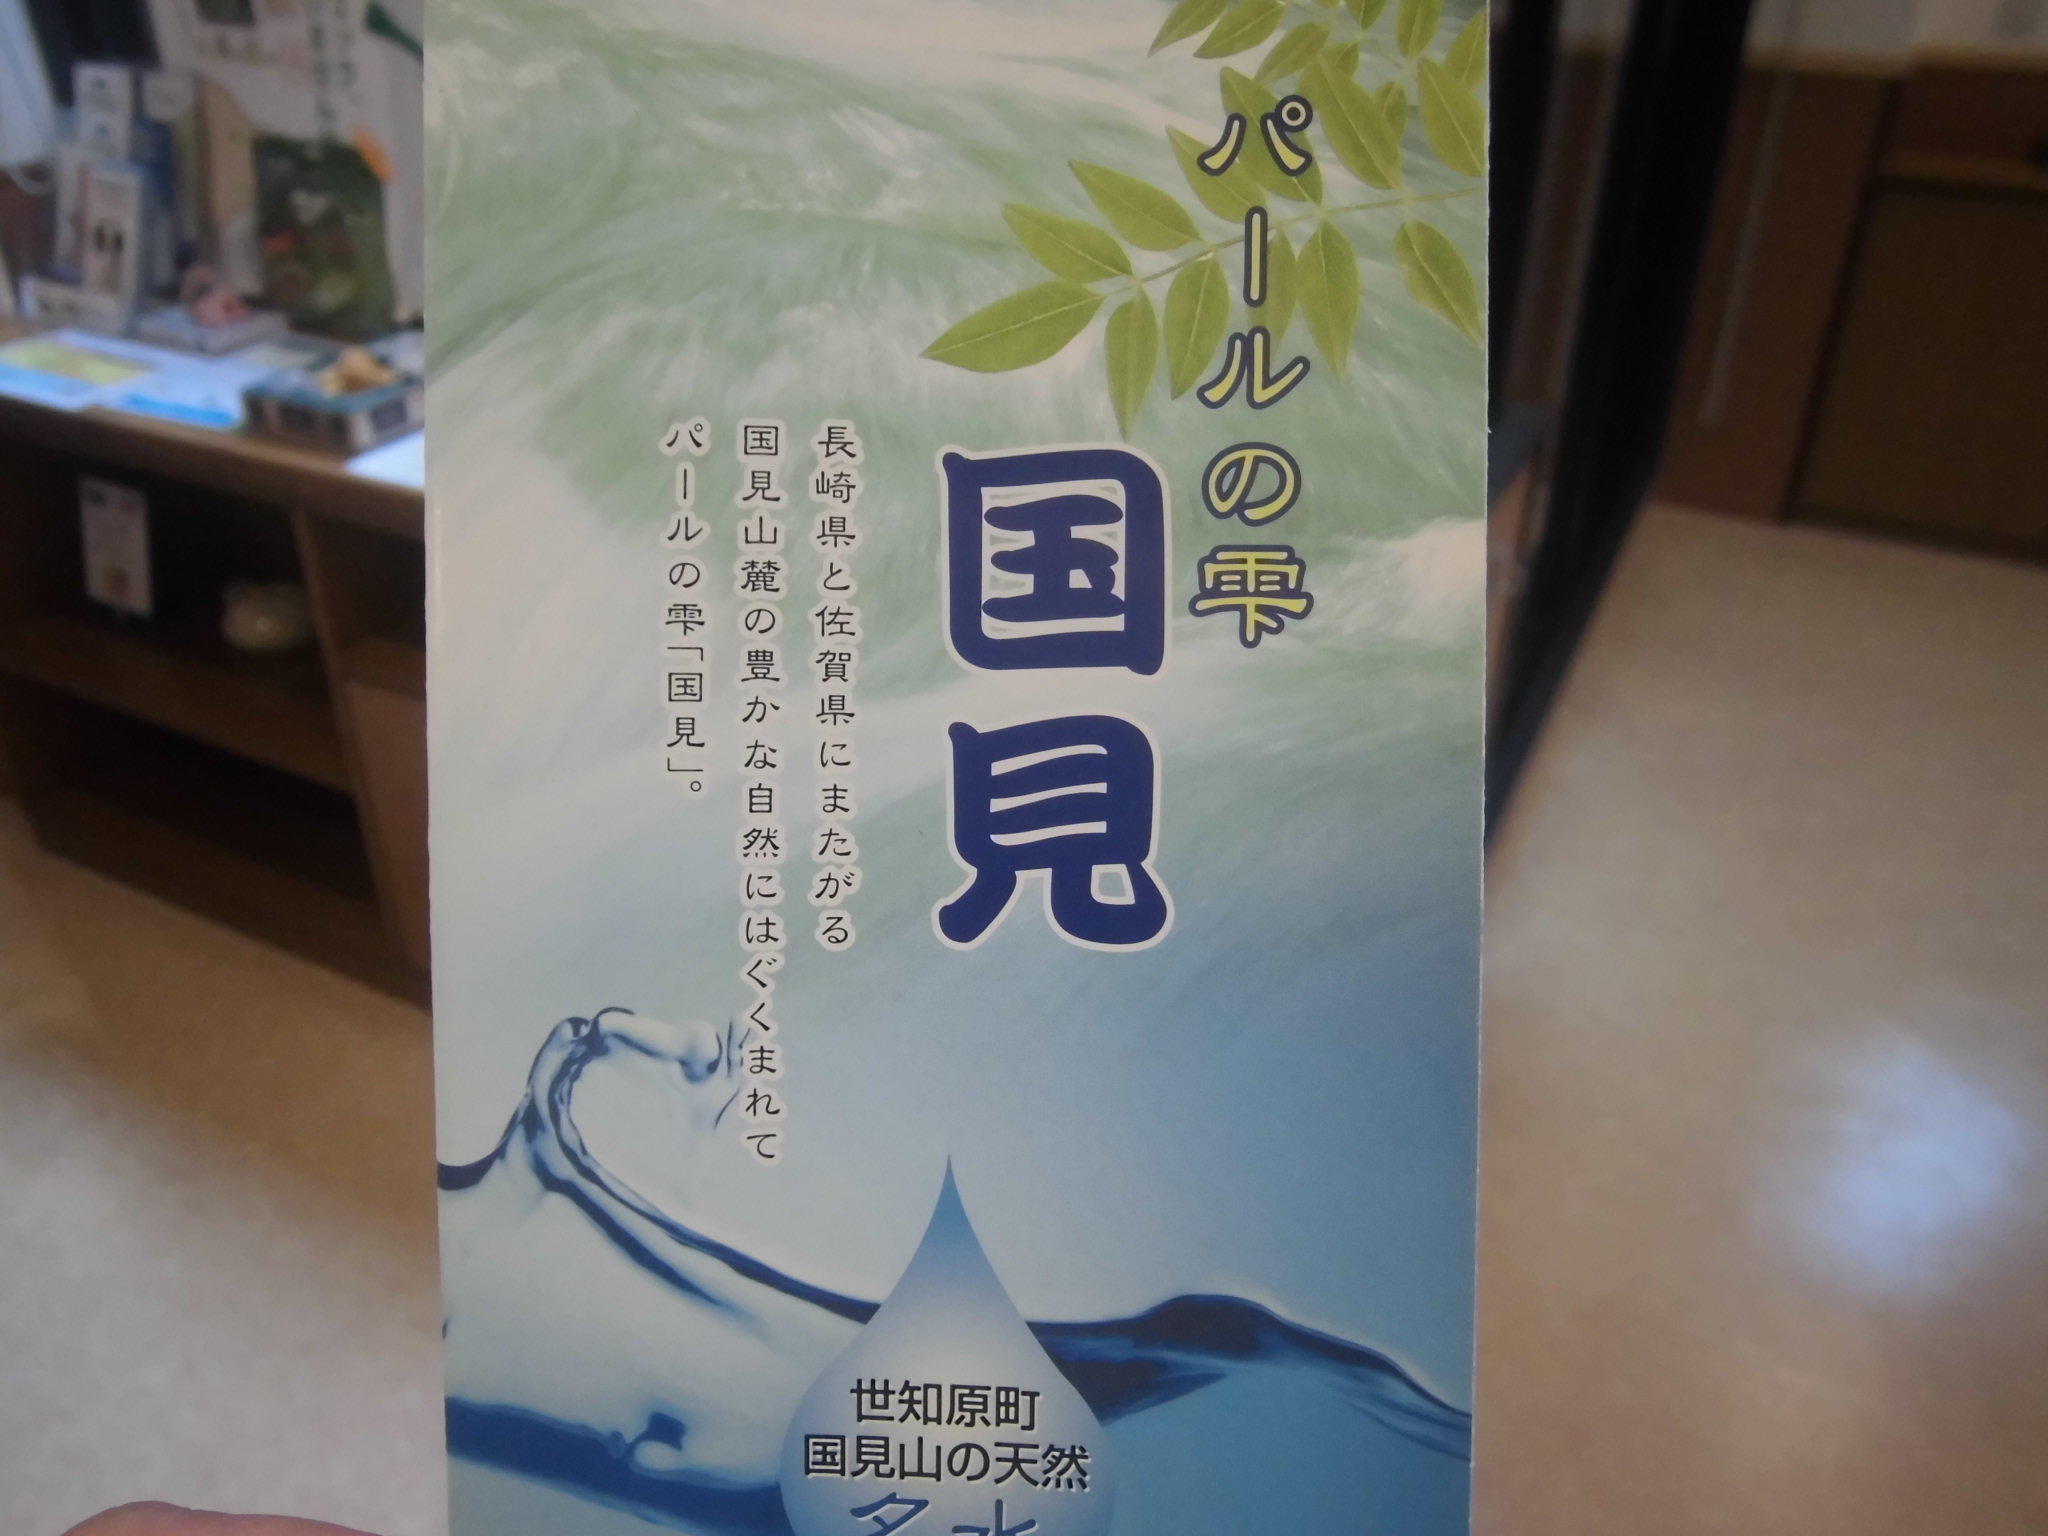 パールの雫
国見
長崎県と佐賀県にまたがる
国見山麓の豊かな自然にはぐくまれて
パールの雫「国見」。
世知原町
国見山の天然
名水